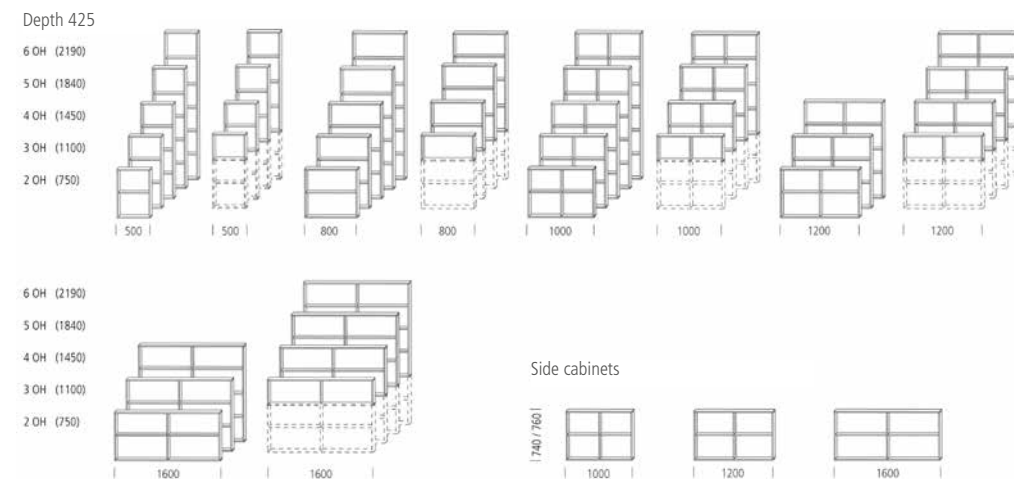 Depth 425
6 OH (2190)
5 OH (1840)
4 OH (1450)
3 OH (1100)
2 OH (750)
500 500 800 800 1000 1000 1200 1200
6 OH (2190)
5 OH (1840)
4 OH (1450)
3 OH (1100)
2 OH (750)
1600 1600
Side cabinets
740 / 760
1000 1200 1600